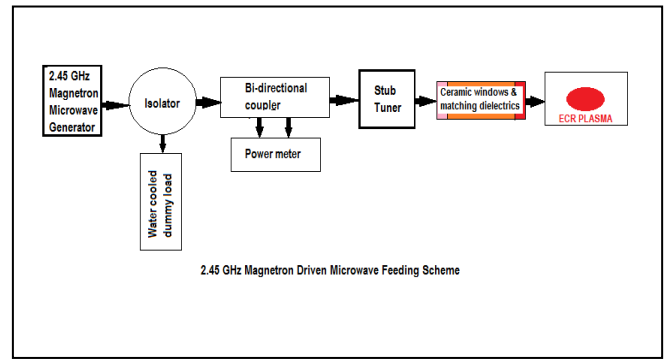 2.45 GHz
Magnetron
Microwave
Generator
Isolator
Bi-directional
coupler
Stub
Tuner
Ceramic windows &
matching dielectrics
ECR PLASMA
Water cooled
dummy load
Power meter
2.45 GHz Magnetron Driven Microwave Feeding Scheme